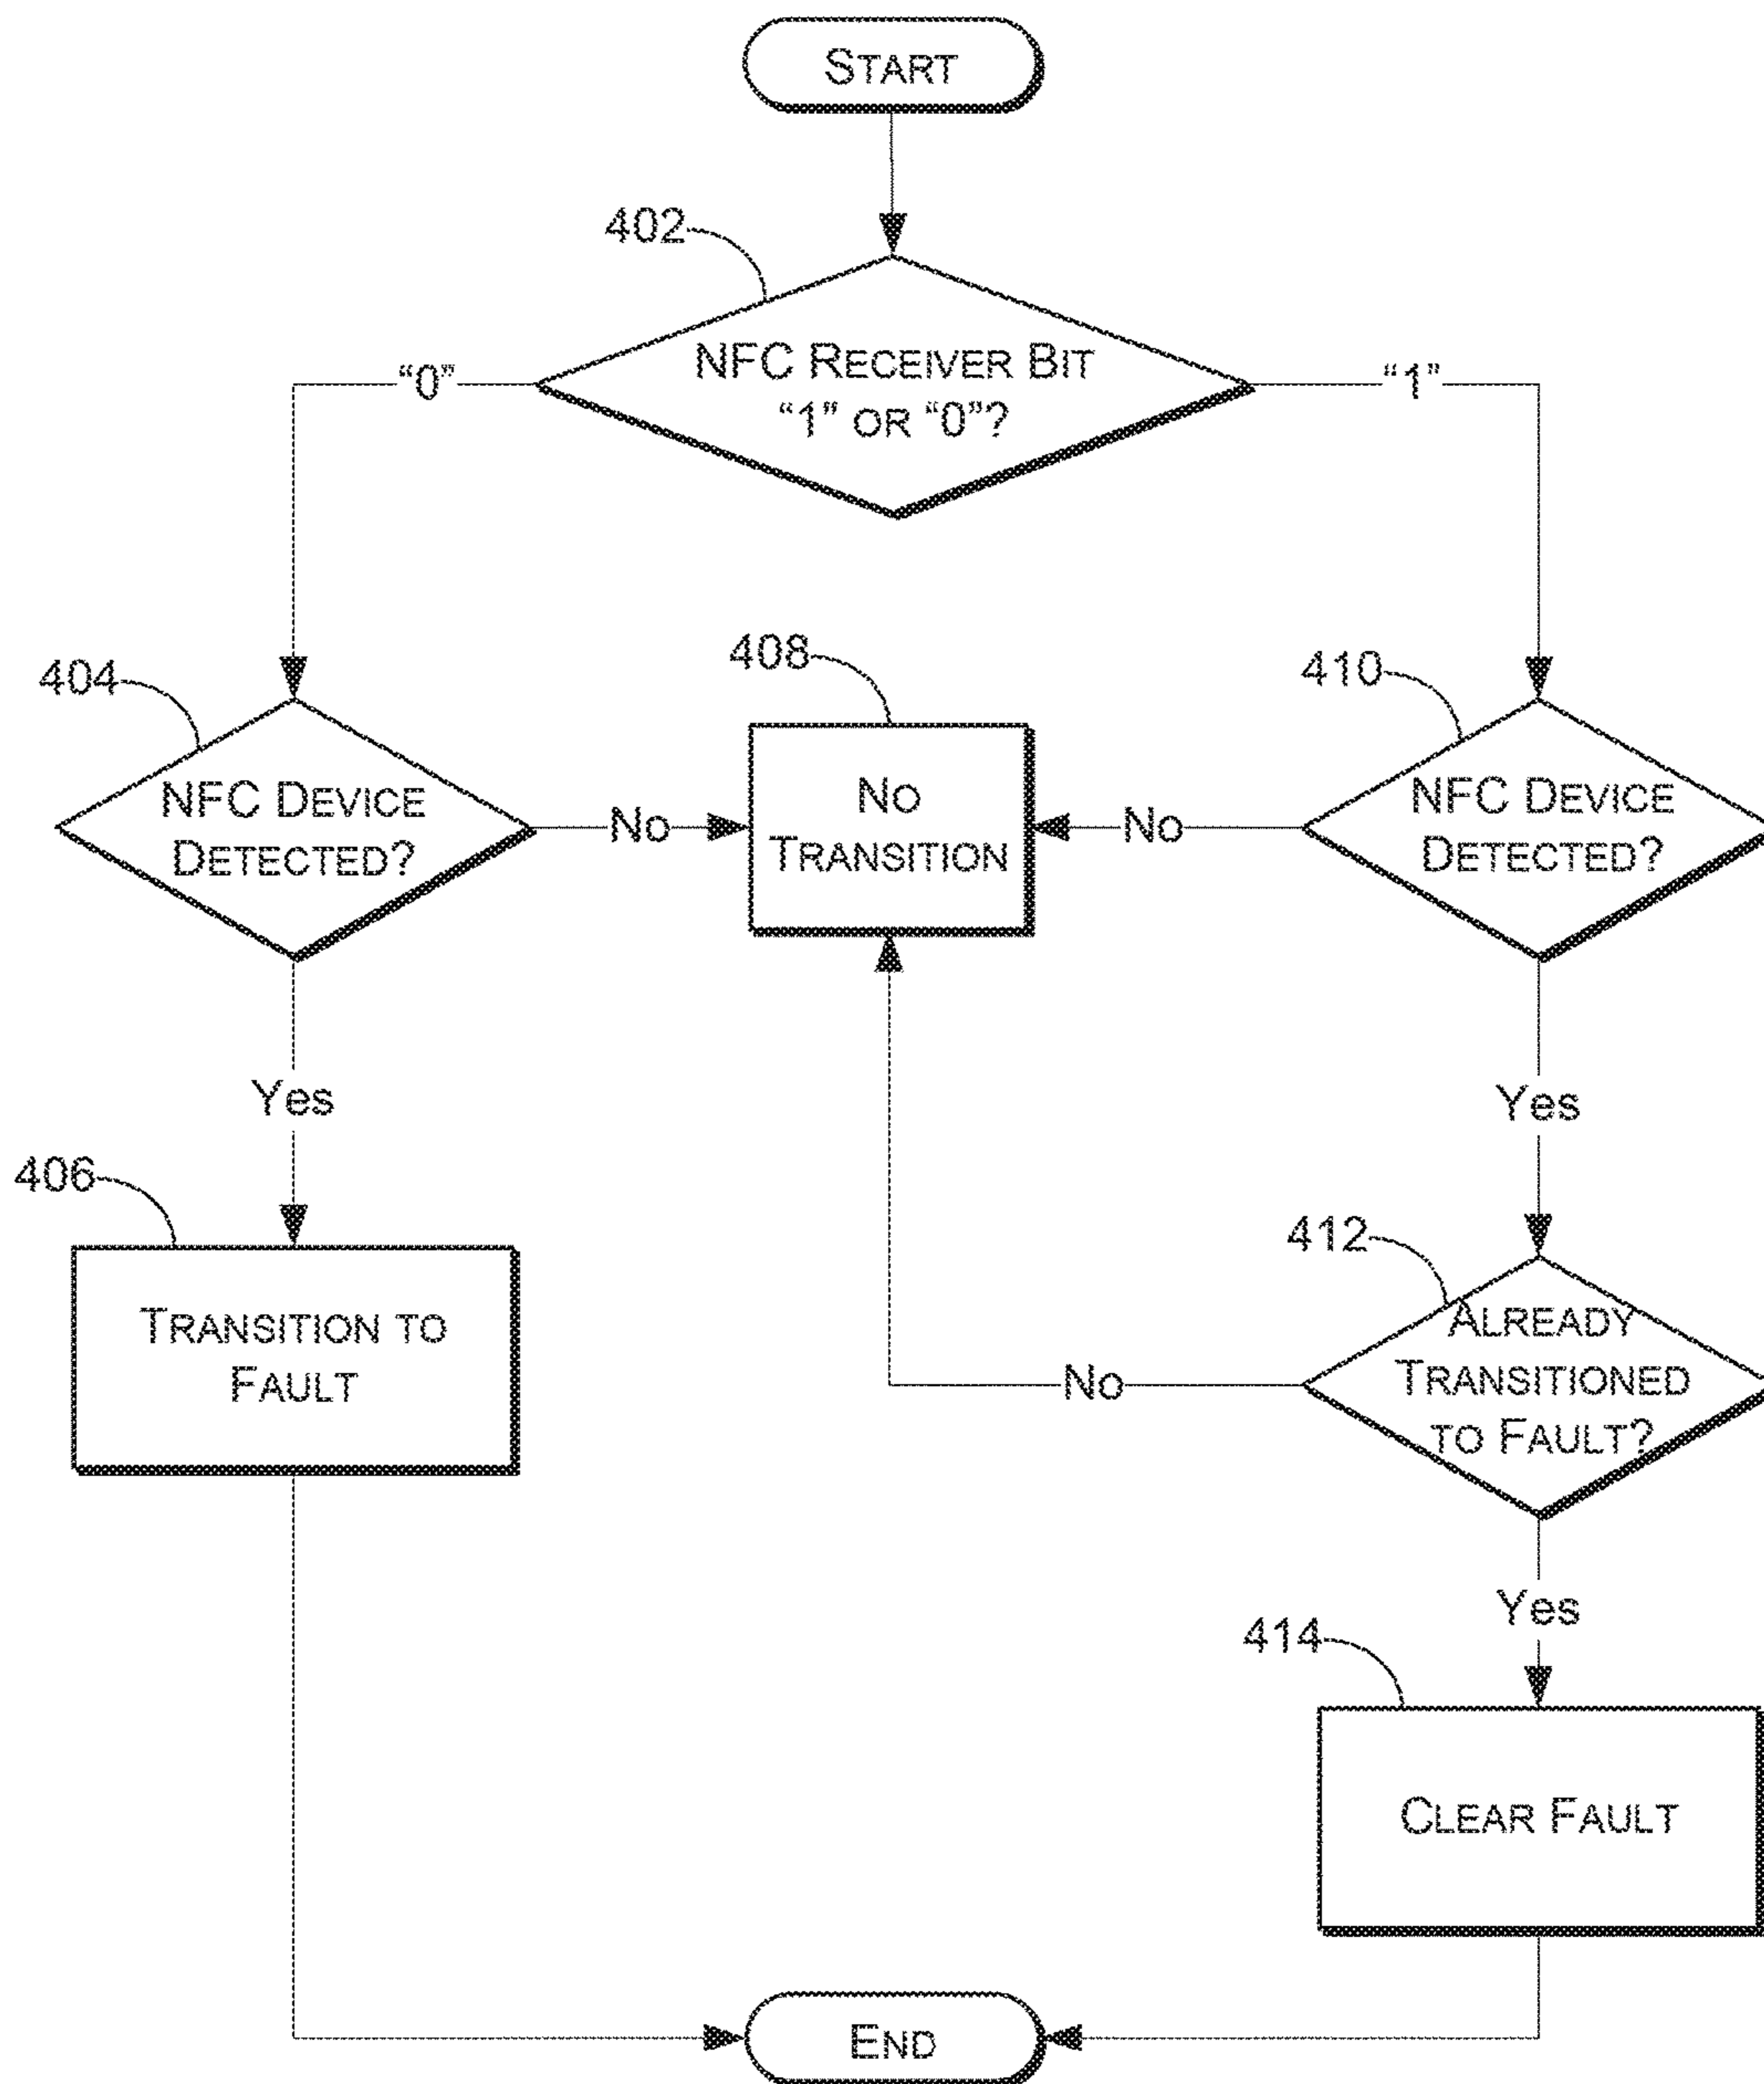 START
402
NFC RECEIVER BIT
“1” OR “0”?
“0”
“1”
404
408
410
NFC DEVICE
DETECTED?
No
NO
TRANSITION
No
NFC DEVICE
DETECTED?
Yes
Yes
406
412
TRANSITION TO
FAULT
ALREADY
TRANSITIONED
TO FAULT?
No
Yes
414
CLEAR FAULT
END